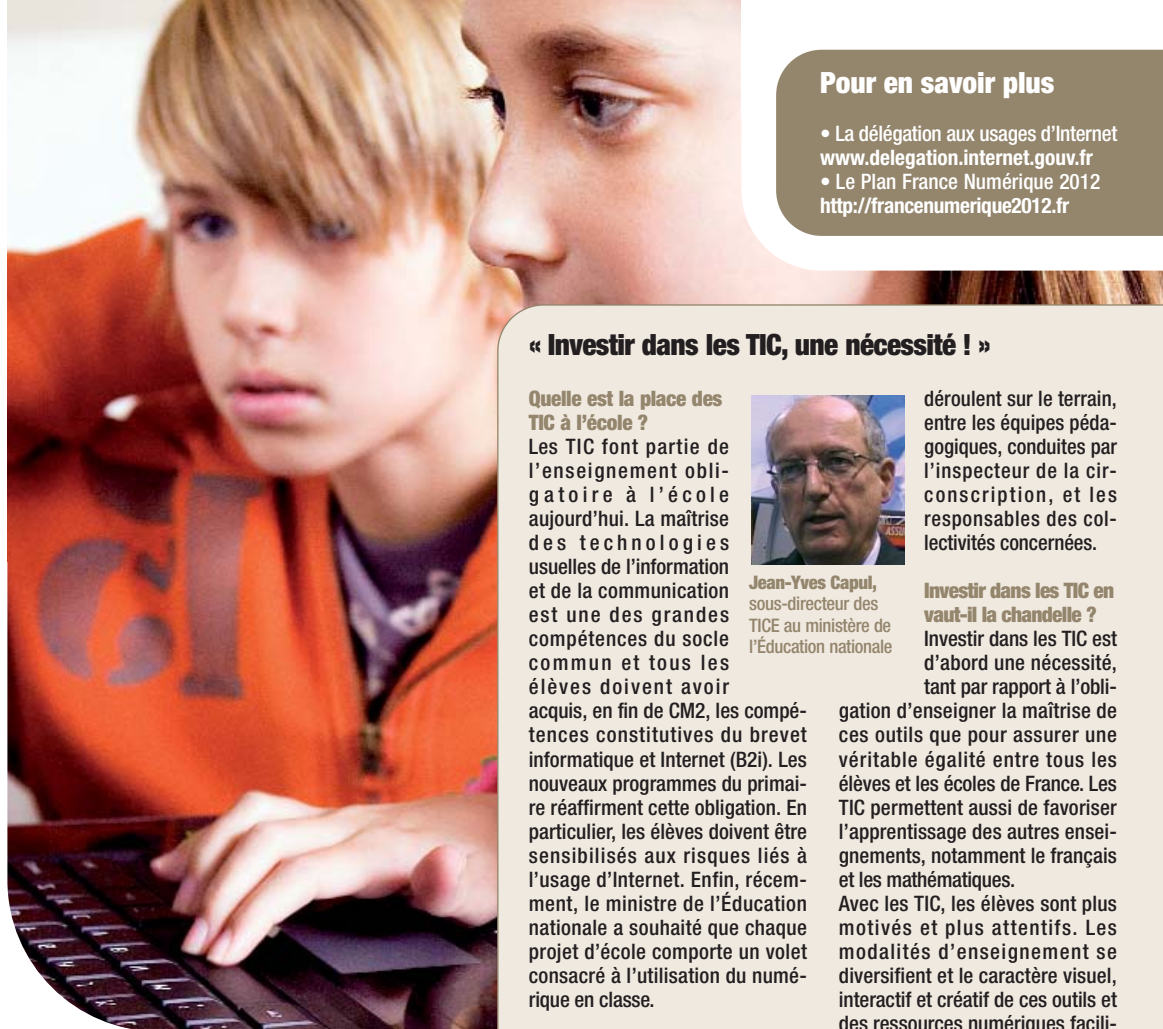 Pour en savoir plus
• La délégation aux usages d'Internet
www.delegation.internet.gouv.fr
• Le Plan France Numérique 2012
http://francenumerique2012.fr
« Investir dans les TIC, une nécessité ! »
Quelle est la place des
TIC à l'école ?
Les TIC font partie de
l'enseignement obli-
gatoire à l'école
aujourd'hui. La maîtrise
des technologies
usuelles de l'information
et de la communication
est une des grandes
compétences du socle
commun et tous les
élèves doivent avoir
acquis, en fin de CM2, les compé-
tences constitutives du brevet
informatique et Internet (B2i). Les
nouveaux programmes du primai-
re réaffirment cette obligation. En
particulier, les élèves doivent être
sensibilisés aux risques liés à
l'usage d'Internet. Enfin, récem-
ment, le ministre de l'Éducation
nationale a souhaité que chaque
projet d'école comporte un volet
consacré à l'utilisation du numé-
rique en classe.
Jean-Yves Capul,
sous-directeur des
TICE au ministère de
l'Éducation nationale
déroulent sur le terrain,
entre les équipes péda-
gogiques, conduites par
l'inspecteur de la cir-
conscription, et les
responsables des col-
lectivités concernées.
Investir dans les TIC en
vaut-il la chandelle ?
Investir dans les TIC est
d'abord une nécessité,
tant par rapport à l'obli-
gation d'enseigner la maîtrise de
ces outils que pour assurer une
véritable égalité entre tous les
élèves et les écoles de France. Les
TIC permettent aussi de favoriser
l'apprentissage des autres ensei-
gnements, notamment le français
et les mathématiques.
Avec les TIC, les élèves sont plus
motivés et plus attentifs. Les
modalités d'enseignement se
diversifient et le caractère visuel,
interactif et créatif de ces outils et
des ressources numériques facili-